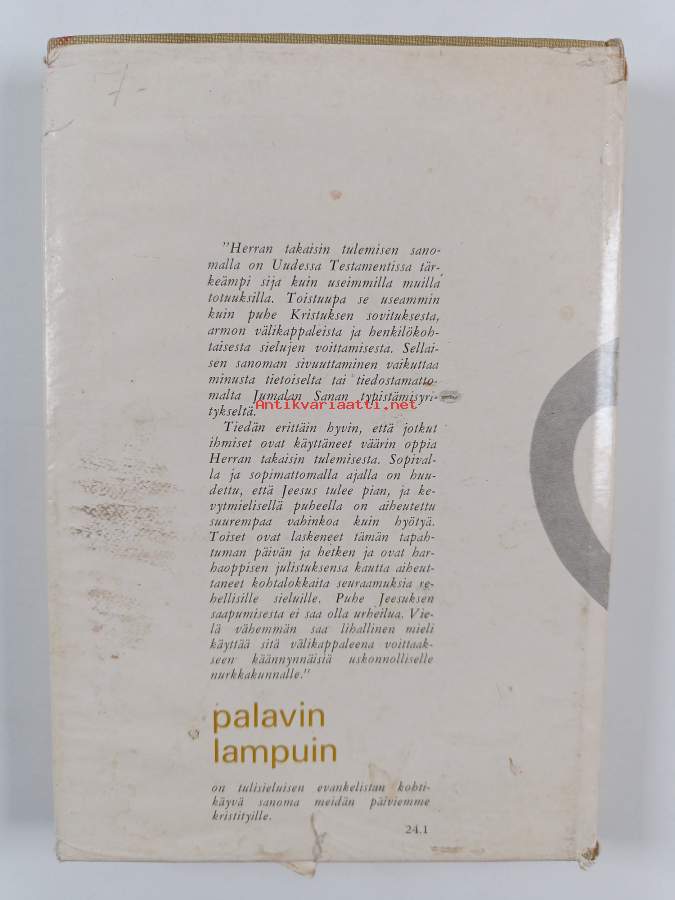 7-
"Herran takaisin tulemisen sano-
malla on Uudessa Testamentissa tär-
keämpi sija kuin useimmilla muilla
totuuksilla. Toistuupa se useammin
kuin puhe Kristuksen sovituksesta,
armon välikappaleista ja henkilökoh-
taisesta sielujen voittamisesta. Sellai-
sen sanoman sivuuttaminen vaikuttaa
minusta tietoiselta tai tiedostamatto-
malta Jumalan Sanan typistämisyri-
Antikvariaatti.net
tykseltä.
Tiedän erittäin hyvin, että jotkut
ihmiset ovat käyttäneet väärin oppia
Herran takaisin tulemisesta. Sopival-
la ja sopimattomalla ajalla on huu-
dettu, että Jeesus tulee pian, ja ke-
vytmielisellä puheella on aiheutettu
suurempaa vahinkoa kuin hyötyä.
Toiset ovat laskeneet tämän tapah-
tuman päivän ja hetken ja ovat har-
haoppisen julistuksensa kautta aiheut-
taneet kohtalokkaita seuraamuksia re-
hellisille sieluille. Puhe Jeesuksen
saapumisesta ei saa olla urheilua. Vie-
lä vähemmän saa lihallinen mieli
käyttää sitä välikappaleena voittaak-
seen käännynnäisiä uskonnolliselle
nurkkakunnalle."
palavin
lampuin
on tulisieluisen evankelistan kohti-
käyvä sanoma meidän päiviemme
kristityille.
24.1